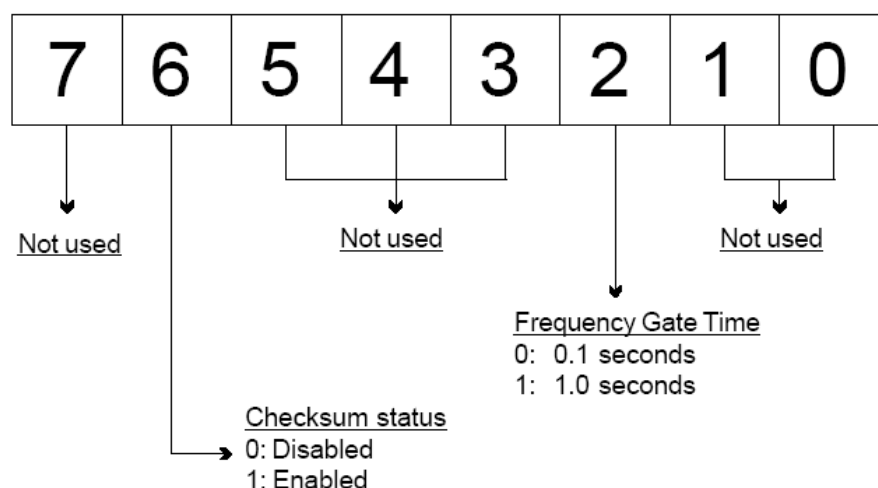 7 6 5 4 3 2 1 0
Not used
Not used
Not used
Frequency Gate Time
0: 0.1 seconds
1: 1.0 seconds
Checksum status
0: Disabled
1: Enabled